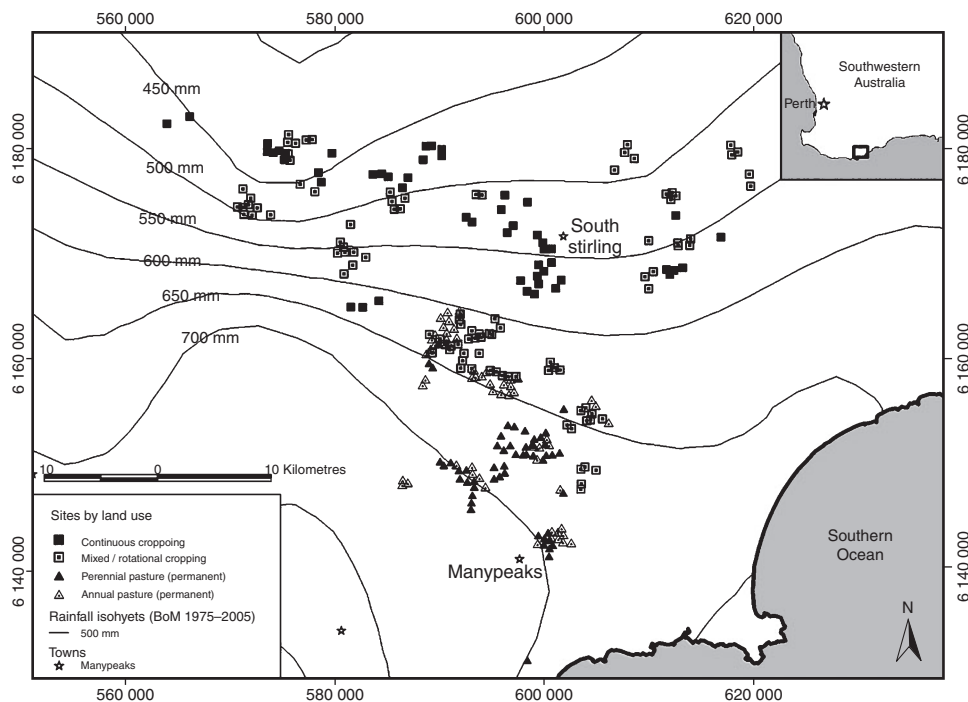 560 000 580 000 600 000 620 000
Southwestern
Australia
Perth
450 mm
500 mm
550 mm
600 mm
650 mm
700 mm
South
stirling
6 180 000
6 160 000
6 140 000
6 180 000
6 160 000
6 140 000
10 0 10 Kilometres
Sites by land use
Continuous croppoing
Mixed / rotational cropping
Perennial pasture (permanent)
Annual pasture (permanent)
Rainfall isohyets (BoM 1975–2005)
500 mm
Towns
Manypeaks
Manypeaks
Southern
Ocean
N
560 000 580 000 600 000 620 000